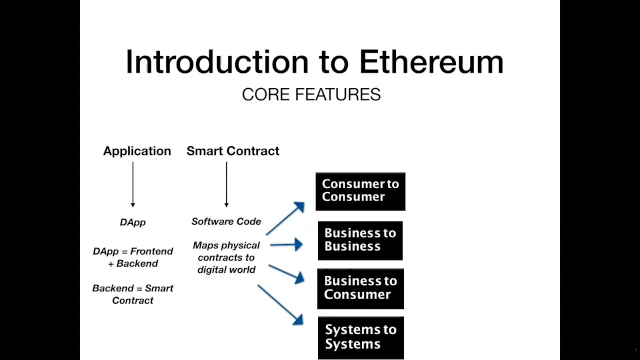 Introduction to Ethereum
CORE FEATURES
Application
Smart Contract
DApp
DApp = Frontend
+ Backend
Backend = Smart
Contract
Software Code
Maps physical
contracts to
digital world
Consumer to
Consumer
Business to
Business
Business to
Consumer
Systems to
Systems